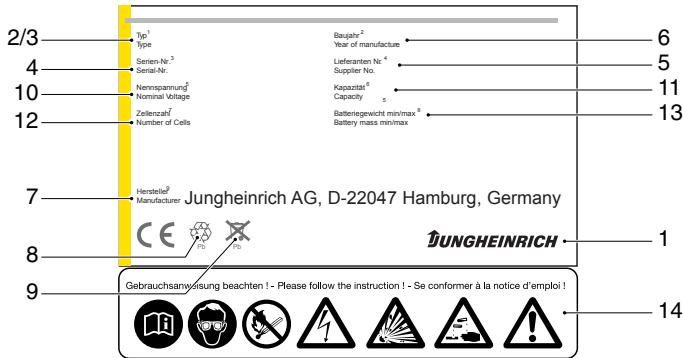 2/3
Typ1
Type
Baujahr2
Year of manufacture
6
4
Serien-Nr.3
Serial-Nr.
Lieferanten Nr. 4
Supplier No.
5
10
Nennspannung5
Nominal Voltage
Kapazität6
Capacity
5
11
12
Zellenzahl7
Number of Cells
Batteriegewicht min/max 8
Battery mass min/max
13
7
Hersteller9
Manufacturer
Jungheinrich AG, D-22047 Hamburg, Germany
CE
Pb
Pb
JUNGHEINRICH
1
8
9
Gebrauchsanweisung beachten ! - Please follow the instruction ! - Se conformer à la notice d'emploi !
14